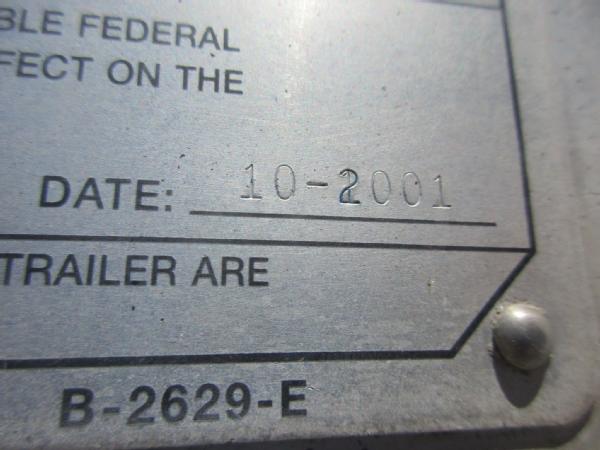 BLE FEDERAL
FECT ON THE
DATE: 10-2001
TRAILER ARE
B-2629-E